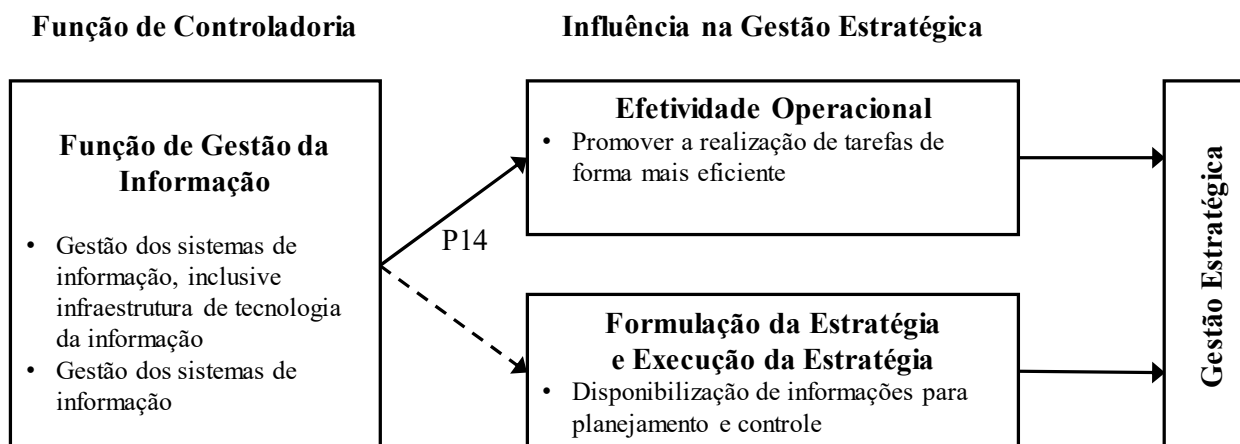 Função de Controladoria
Influência na Gestão Estratégica
Função de Gestão da
Informação
• Gestão dos sistemas de
informação, inclusive
infraestrutura de tecnologia
da informação
• Gestão dos sistemas de
informação
P14
Efetividade Operacional
• Promover a realização de tarefas de
forma mais eficiente
Formulação da Estratégia
e Execução da Estratégia
• Disponibilização de informações para
planejamento e controle
Gestão Estratégica